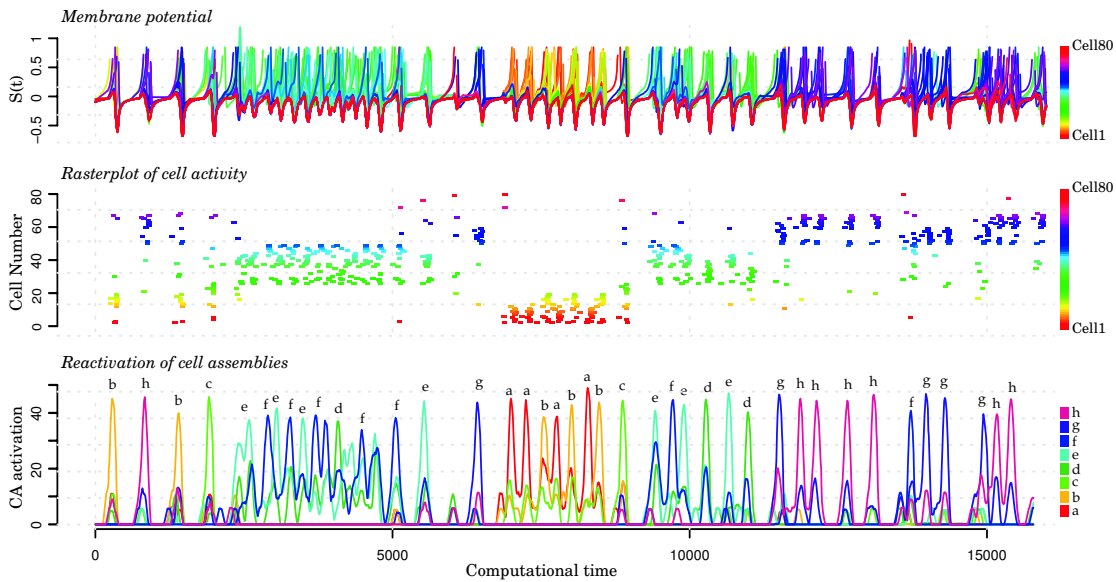 Membrane potential
1
0.5
0
−0.5
S(t)
Cell80
Cell1
Rasterplot of cell activity
80
60
40
20
0
Cell Number
Cell80
Cell1
Reactivation of cell assemblies
40
20
0
CA activation
b h b c e e f f e f d f f e g a a b a b a b c e f e d e d g h h h h f g g g h h
h
g
f
e
d
c
b
a
0 5000 10000 15000
Computational time